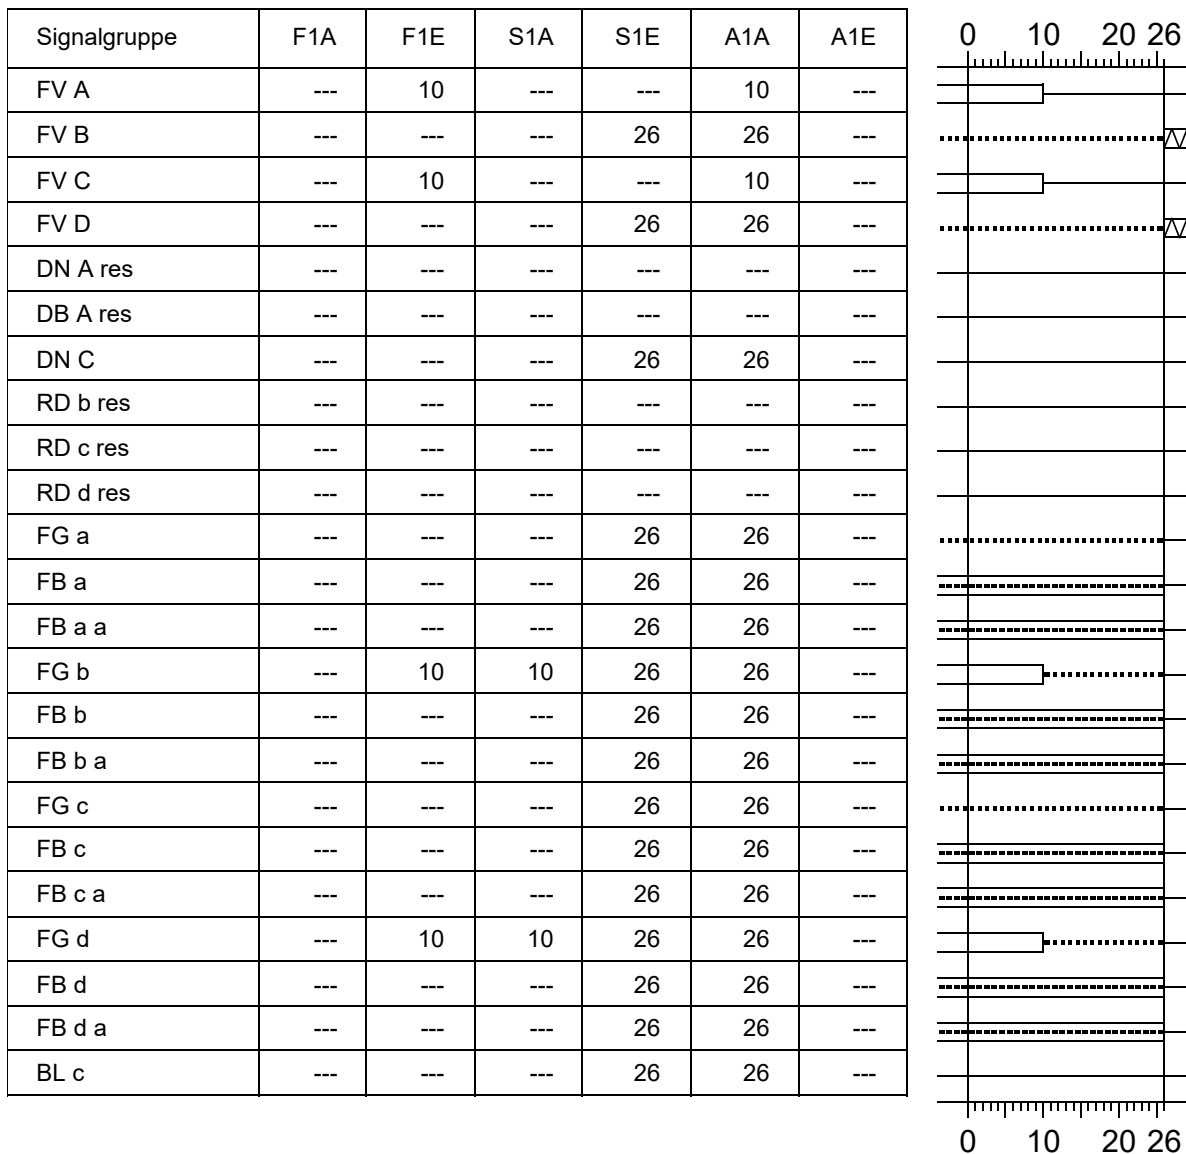 Signalgruppe F1A F1E S1A S1E A1A A1E 0 10 20 26
FV A --- 10 --- --- 10 ---
FV B --- --- --- 26 26 ---
FV C --- 10 --- --- 10 ---
FV D --- --- --- 26 26 ---
DN A res --- --- --- --- --- ---
DB A res --- --- --- --- --- ---
DN C --- --- --- 26 26 ---
RD b res --- --- --- --- --- ---
RD c res --- --- --- --- --- ---
RD d res --- --- --- --- --- ---
FG a --- --- --- 26 26 ---
FB a --- --- --- 26 26 ---
FB a a --- --- --- 26 26 ---
FG b --- 10 10 26 26 ---
FB b --- --- --- 26 26 ---
FB b a --- --- --- 26 26 ---
FG c --- --- --- 26 26 ---
FB c --- --- --- 26 26 ---
FB c a --- --- --- 26 26 ---
FG d --- 10 10 26 26 ---
FB d --- --- --- 26 26 ---
FB d a --- --- --- 26 26 ---
BL c --- --- --- 26 26 ---
0 10 20 26